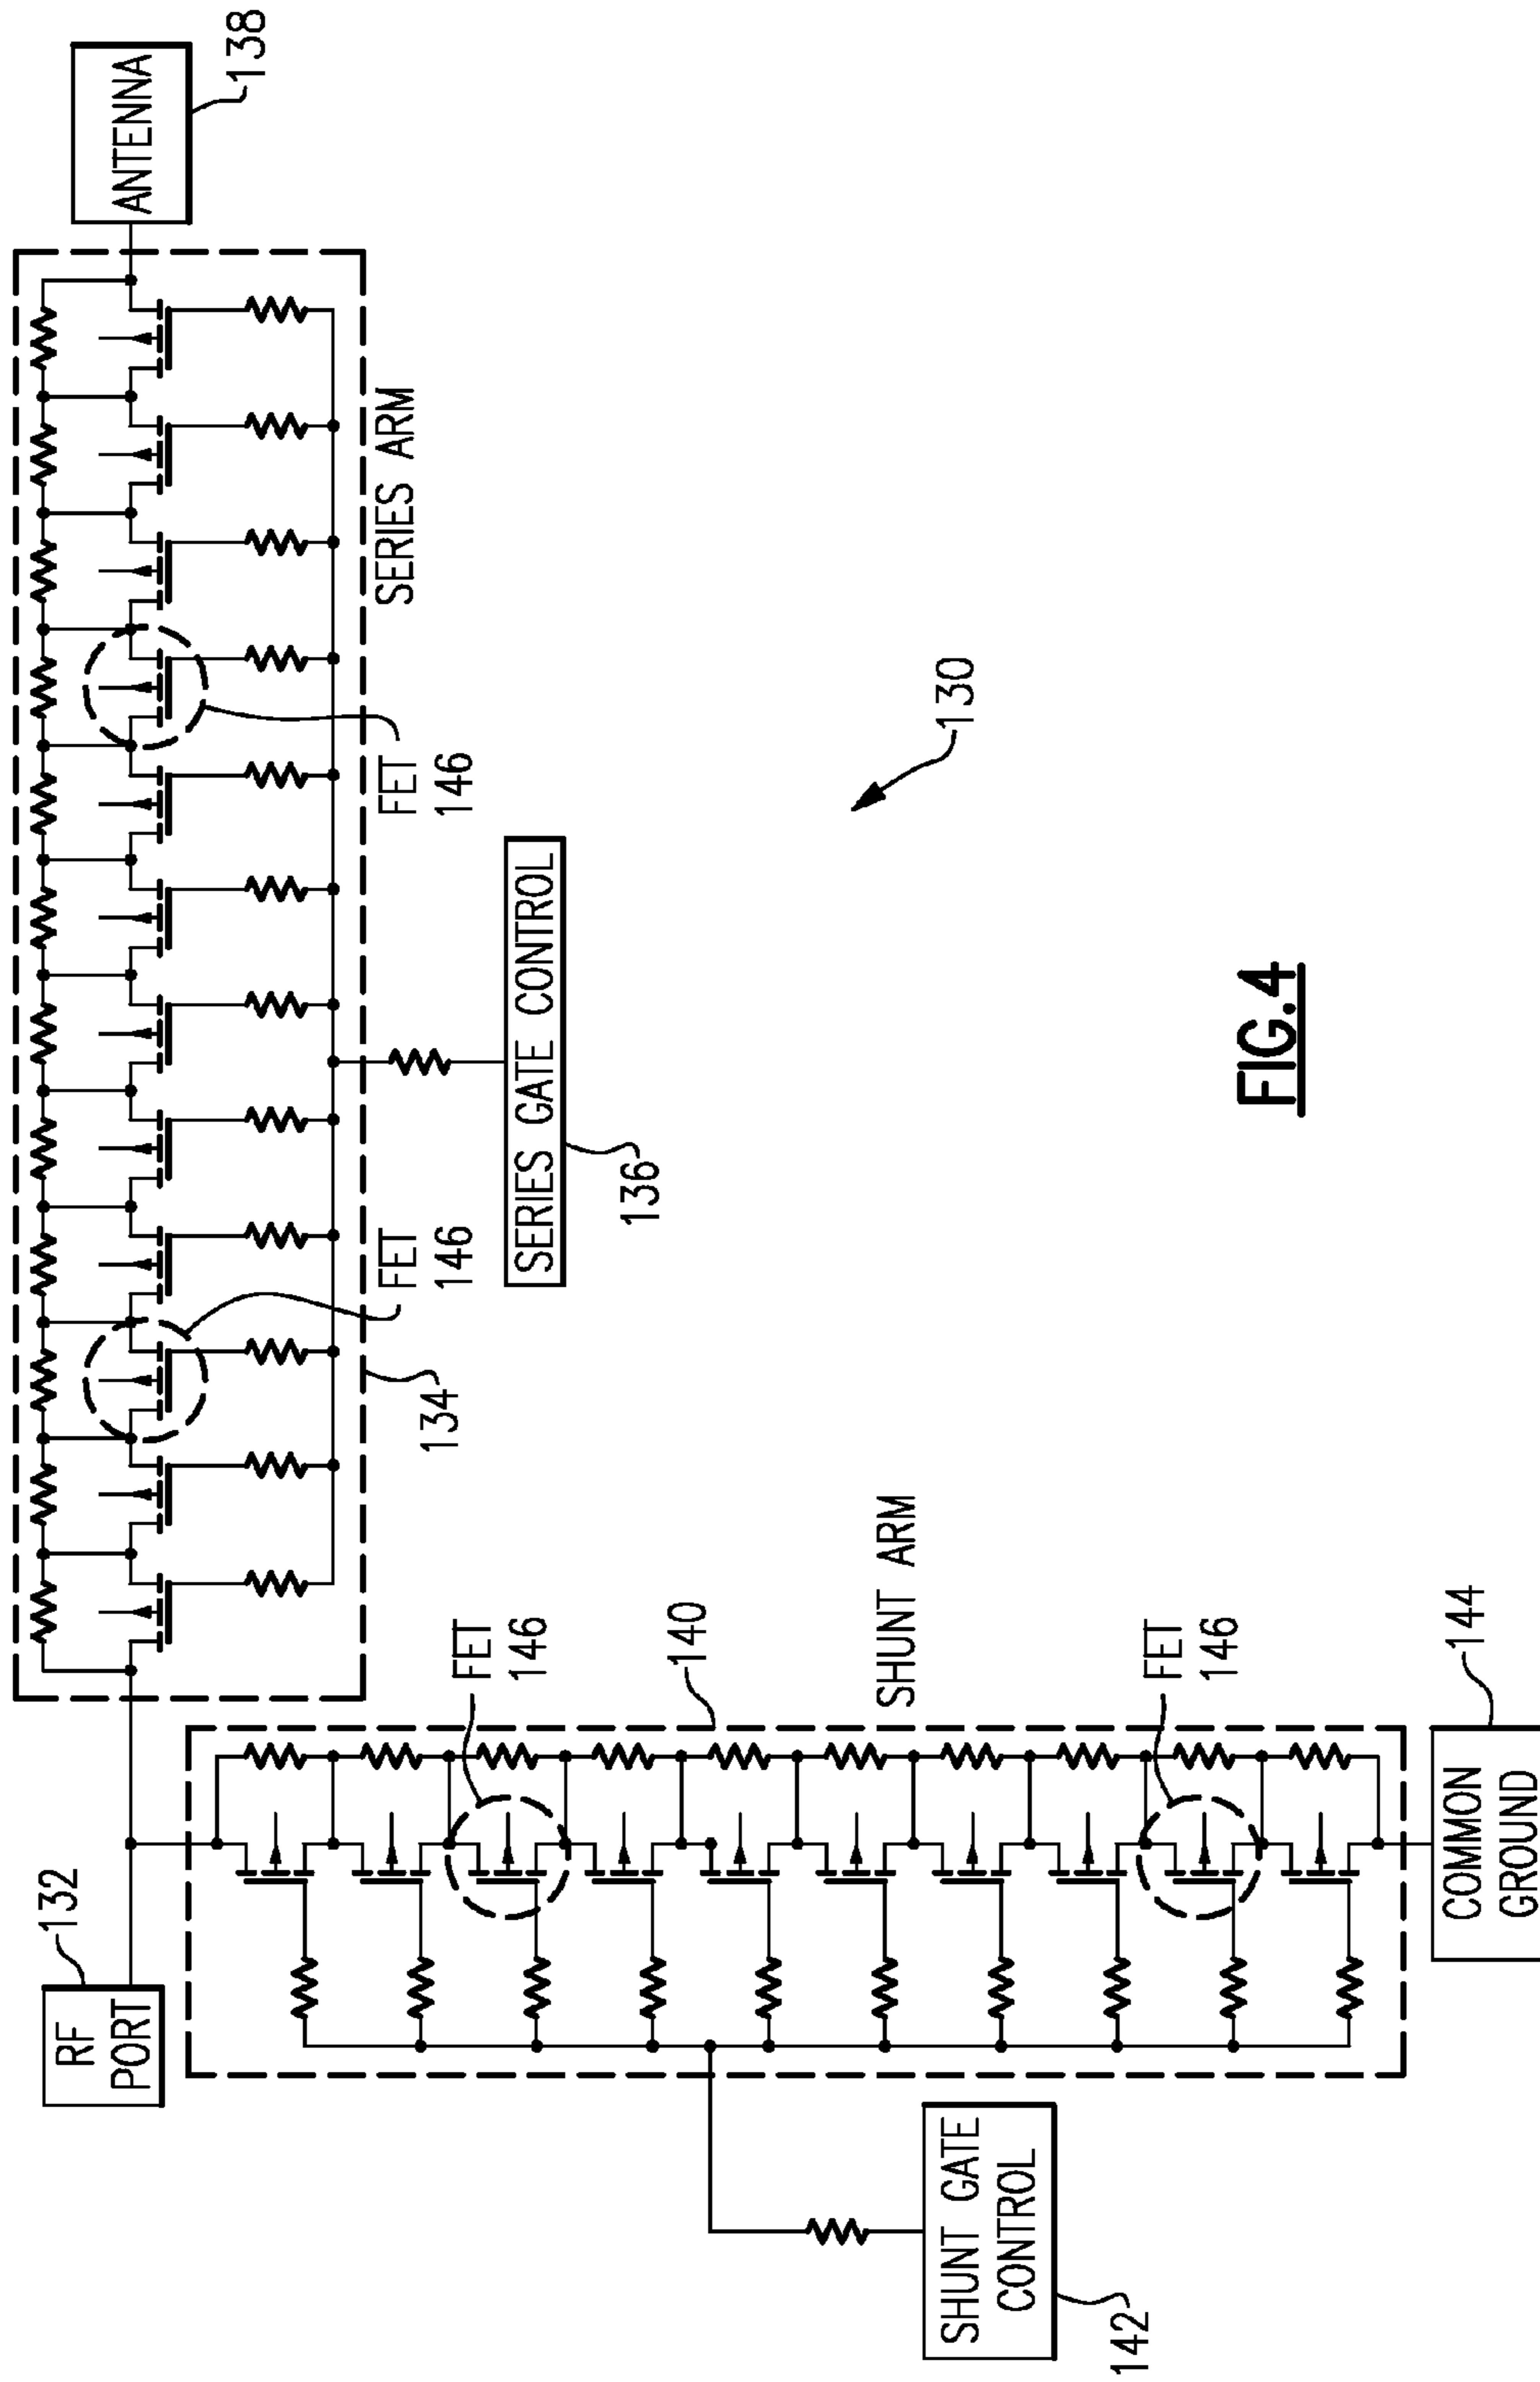 RF
PORT
132
ANTENNA
138
SERIES ARM
134
FET
146
FET
146
SERIES GATE CONTROL
136
130
FET
146
140
SHUNT ARM
FET
146
SHUNT GATE
CONTROL
142
COMMON
GROUND
144
FIG.4